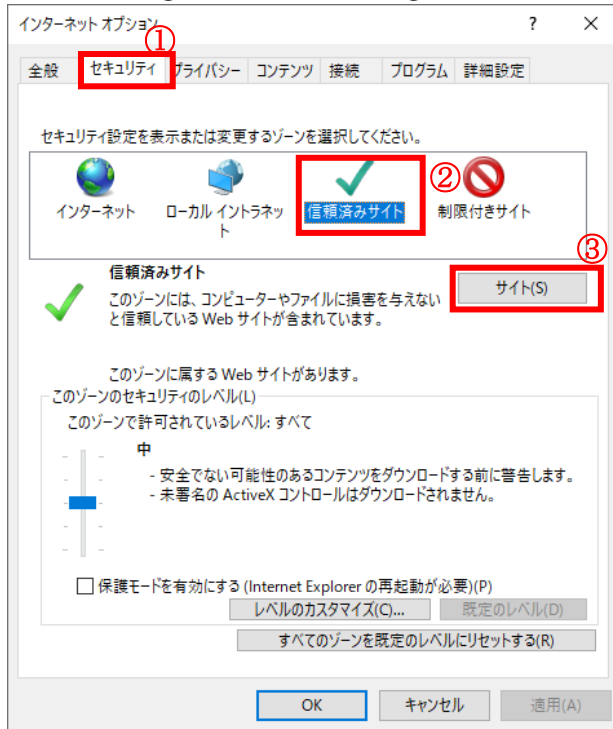 インターネット オプション ? ×
①
全般 セキュリティ プライバシー コンテンツ 接続 プログラム 詳細設定
セキュリティ設定を表示または変更するゾーンを選択してください。
②
インターネット ローカル イントラネット 信頼済みサイト 制限付きサイト
③
信頼済みサイト
サイト(S)
このゾーンには、コンピューターやファイルに損害を与えない
と信頼している Web サイトが含まれています。
このゾーンに属する Web サイトがあります。
このゾーンのセキュリティのレベル(L)
このゾーンで許可されているレベル: すべて
中
- 安全でない可能性のあるコンテンツをダウンロードする前に警告します。
- 未署名の ActiveX コントロールはダウンロードされません。
保護モードを有効にする (Internet Explorer の再起動が必要)(P)
レベルのカスタマイズ(C)... 既定のレベル(D)
すべてのゾーンを既定のレベルにリセットする(R)
OK キャンセル 適用(A)